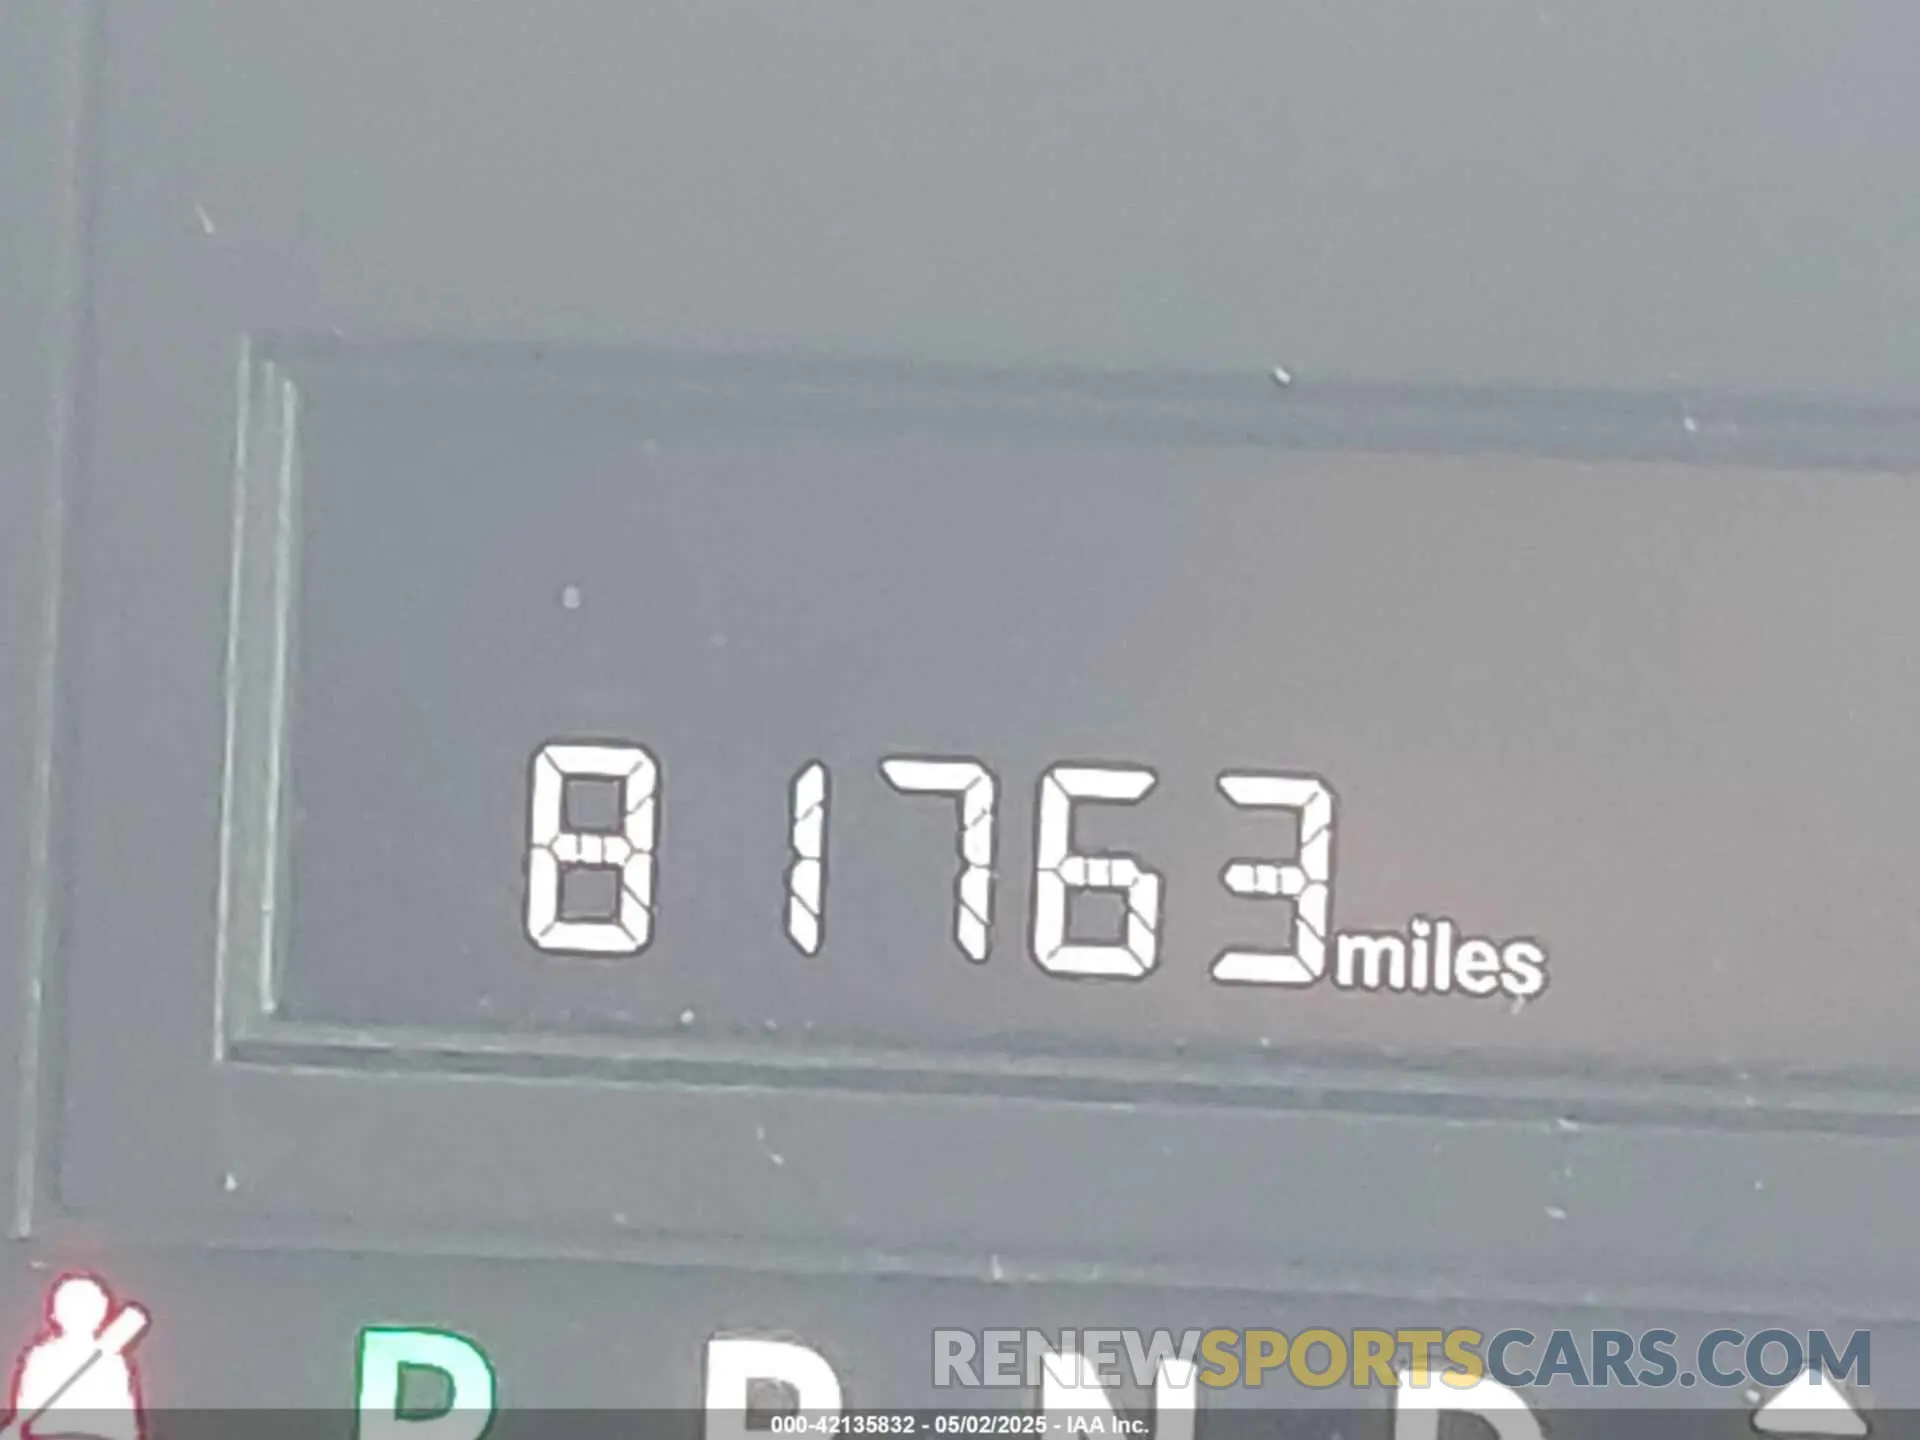 81763miles
P R N D
RENEWSPORTSCARS.COM
000-42135832 - 05/02/2025 - IAA Inc.